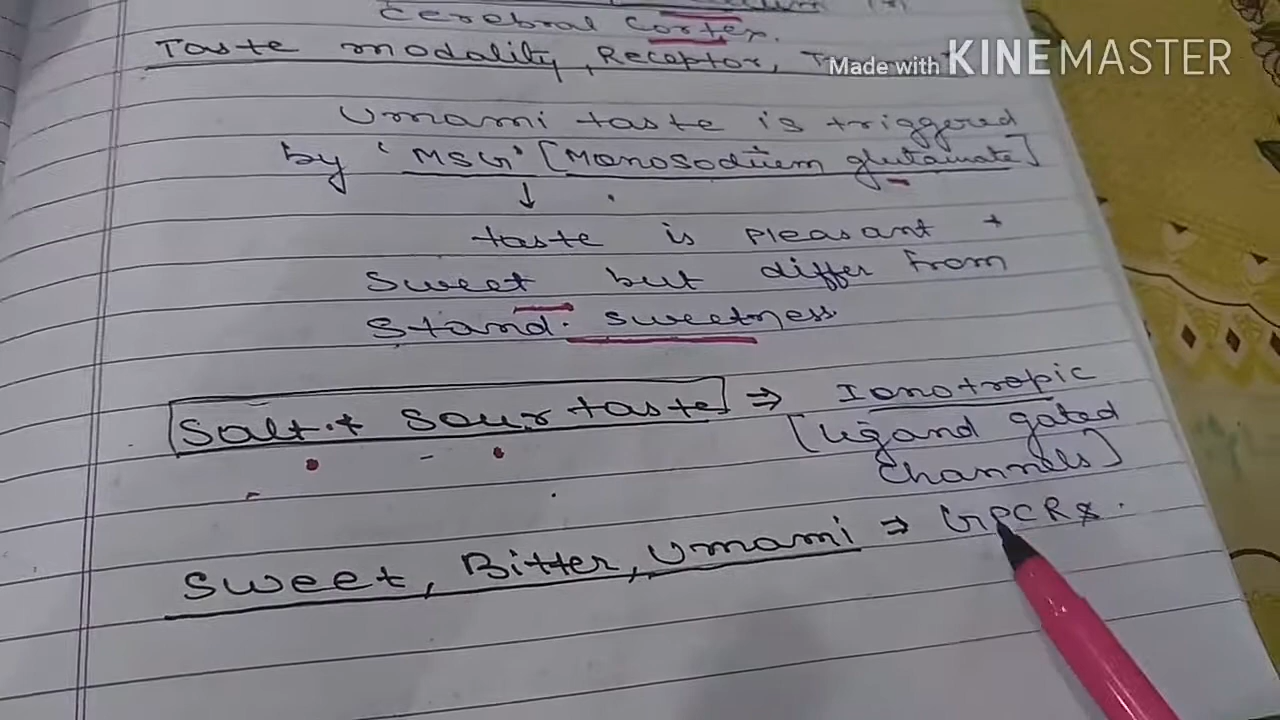 Cerebral Cortex.
Taste modality, Receptor, T
Made with KINEMASTER
Umami taste is triggered
by 'MSG' [Monosodium glutamate]
↓
taste is pleasant +
sweet but differ from
stand. sweetness.
Salt + Sour taste ⇒ Ionotropic
[ligand gated
channels]
Sweet, Bitter, Umami ⇒ GPCRs.